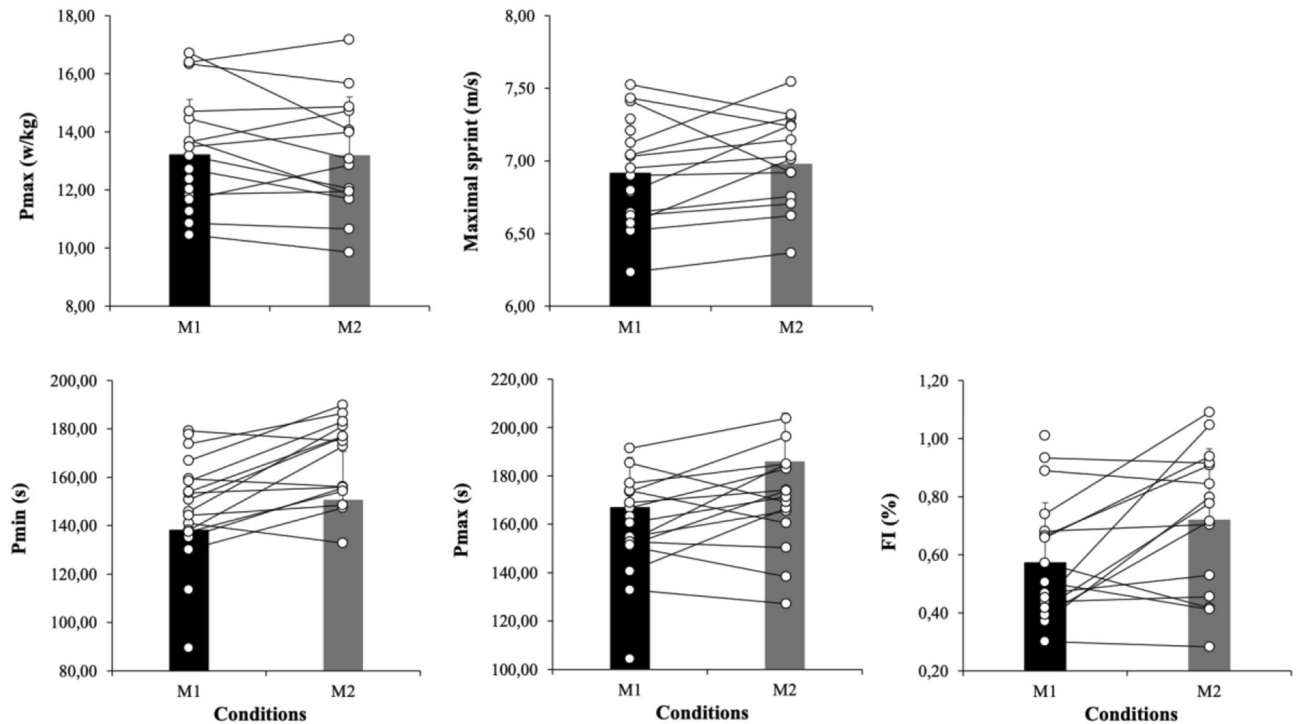 Pmax (w/kg)
18,00
16,00
14,00
12,00
10,00
8,00
M1 M2
Maximal sprint (m/s)
8,00
7,50
7,00
6,50
6,00
M1 M2
Pmin (s)
200,00
180,00
160,00
140,00
120,00
100,00
80,00
M1 M2
Conditions
Pmax (s)
220,00
200,00
180,00
160,00
140,00
120,00
100,00
M1 M2
Conditions
FI (%)
1,20
1,00
0,80
0,60
0,40
0,20
M1 M2
Conditions